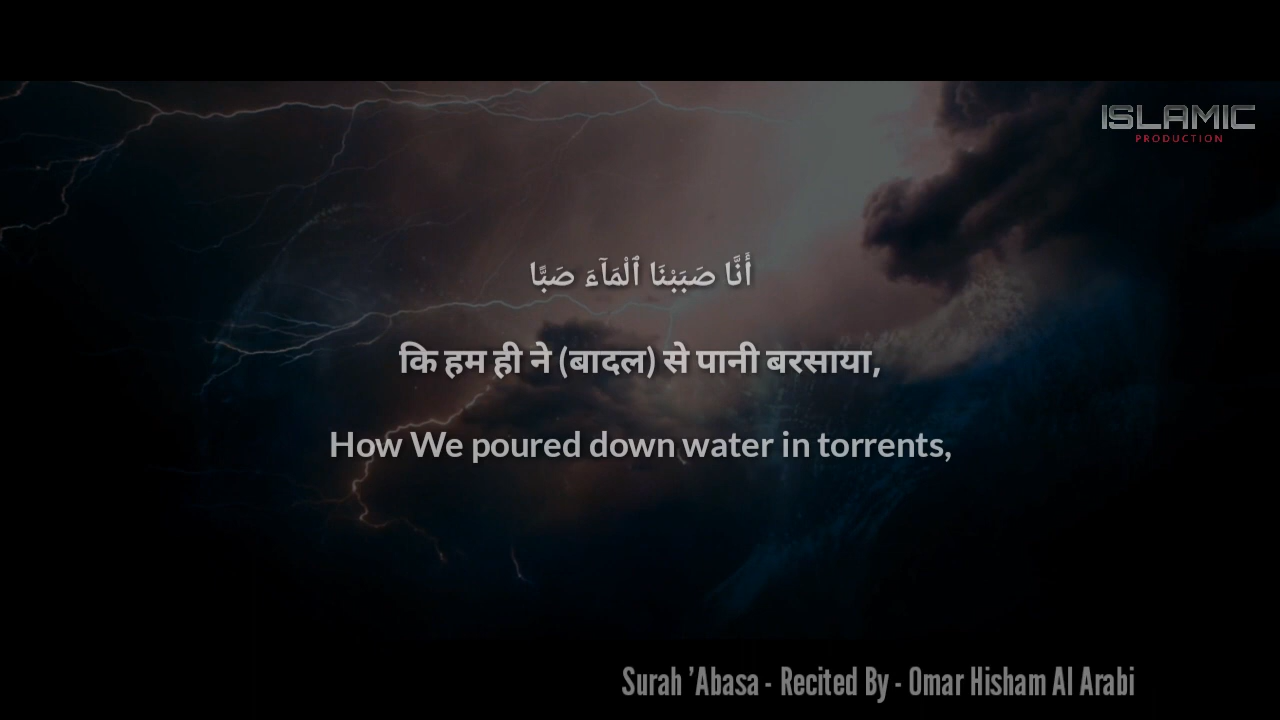 ISLAMIC
PRODUCTION
أَنَّا صَبَبْنَا ٱلْمَآءَ صَبًّا
कि हम ही ने (बादल) से पानी बरसाया,
How We poured down water in torrents,
Surah ’Abasa - Recited By - Omar Hisham Al Arabi